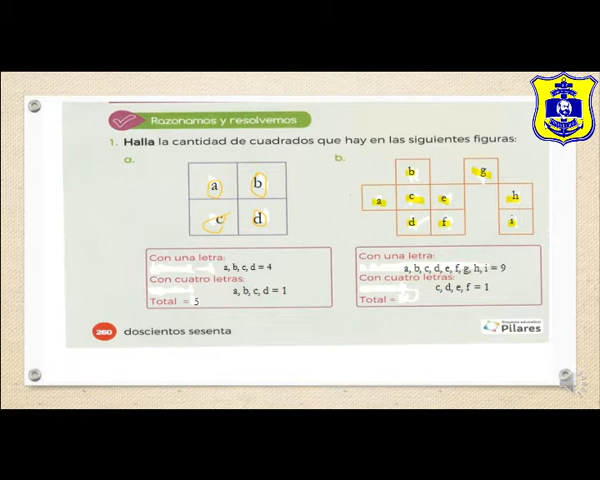 Razonamos y resolvemos
1. Halla la cantidad de cuadrados que hay en las siguientes figuras:
a.
a b
c d
Con una letra:
a, b, c, d = 4
Con cuatro letras:
a, b, c, d = 1
Total = 5
b.
b g
a c e h
d f i
Con una letra:
a, b, c, d, e, f, g, h, i = 9
Con cuatro letras:
c, d, e, f = 1
Total =
260 doscientos sesenta
Pilares